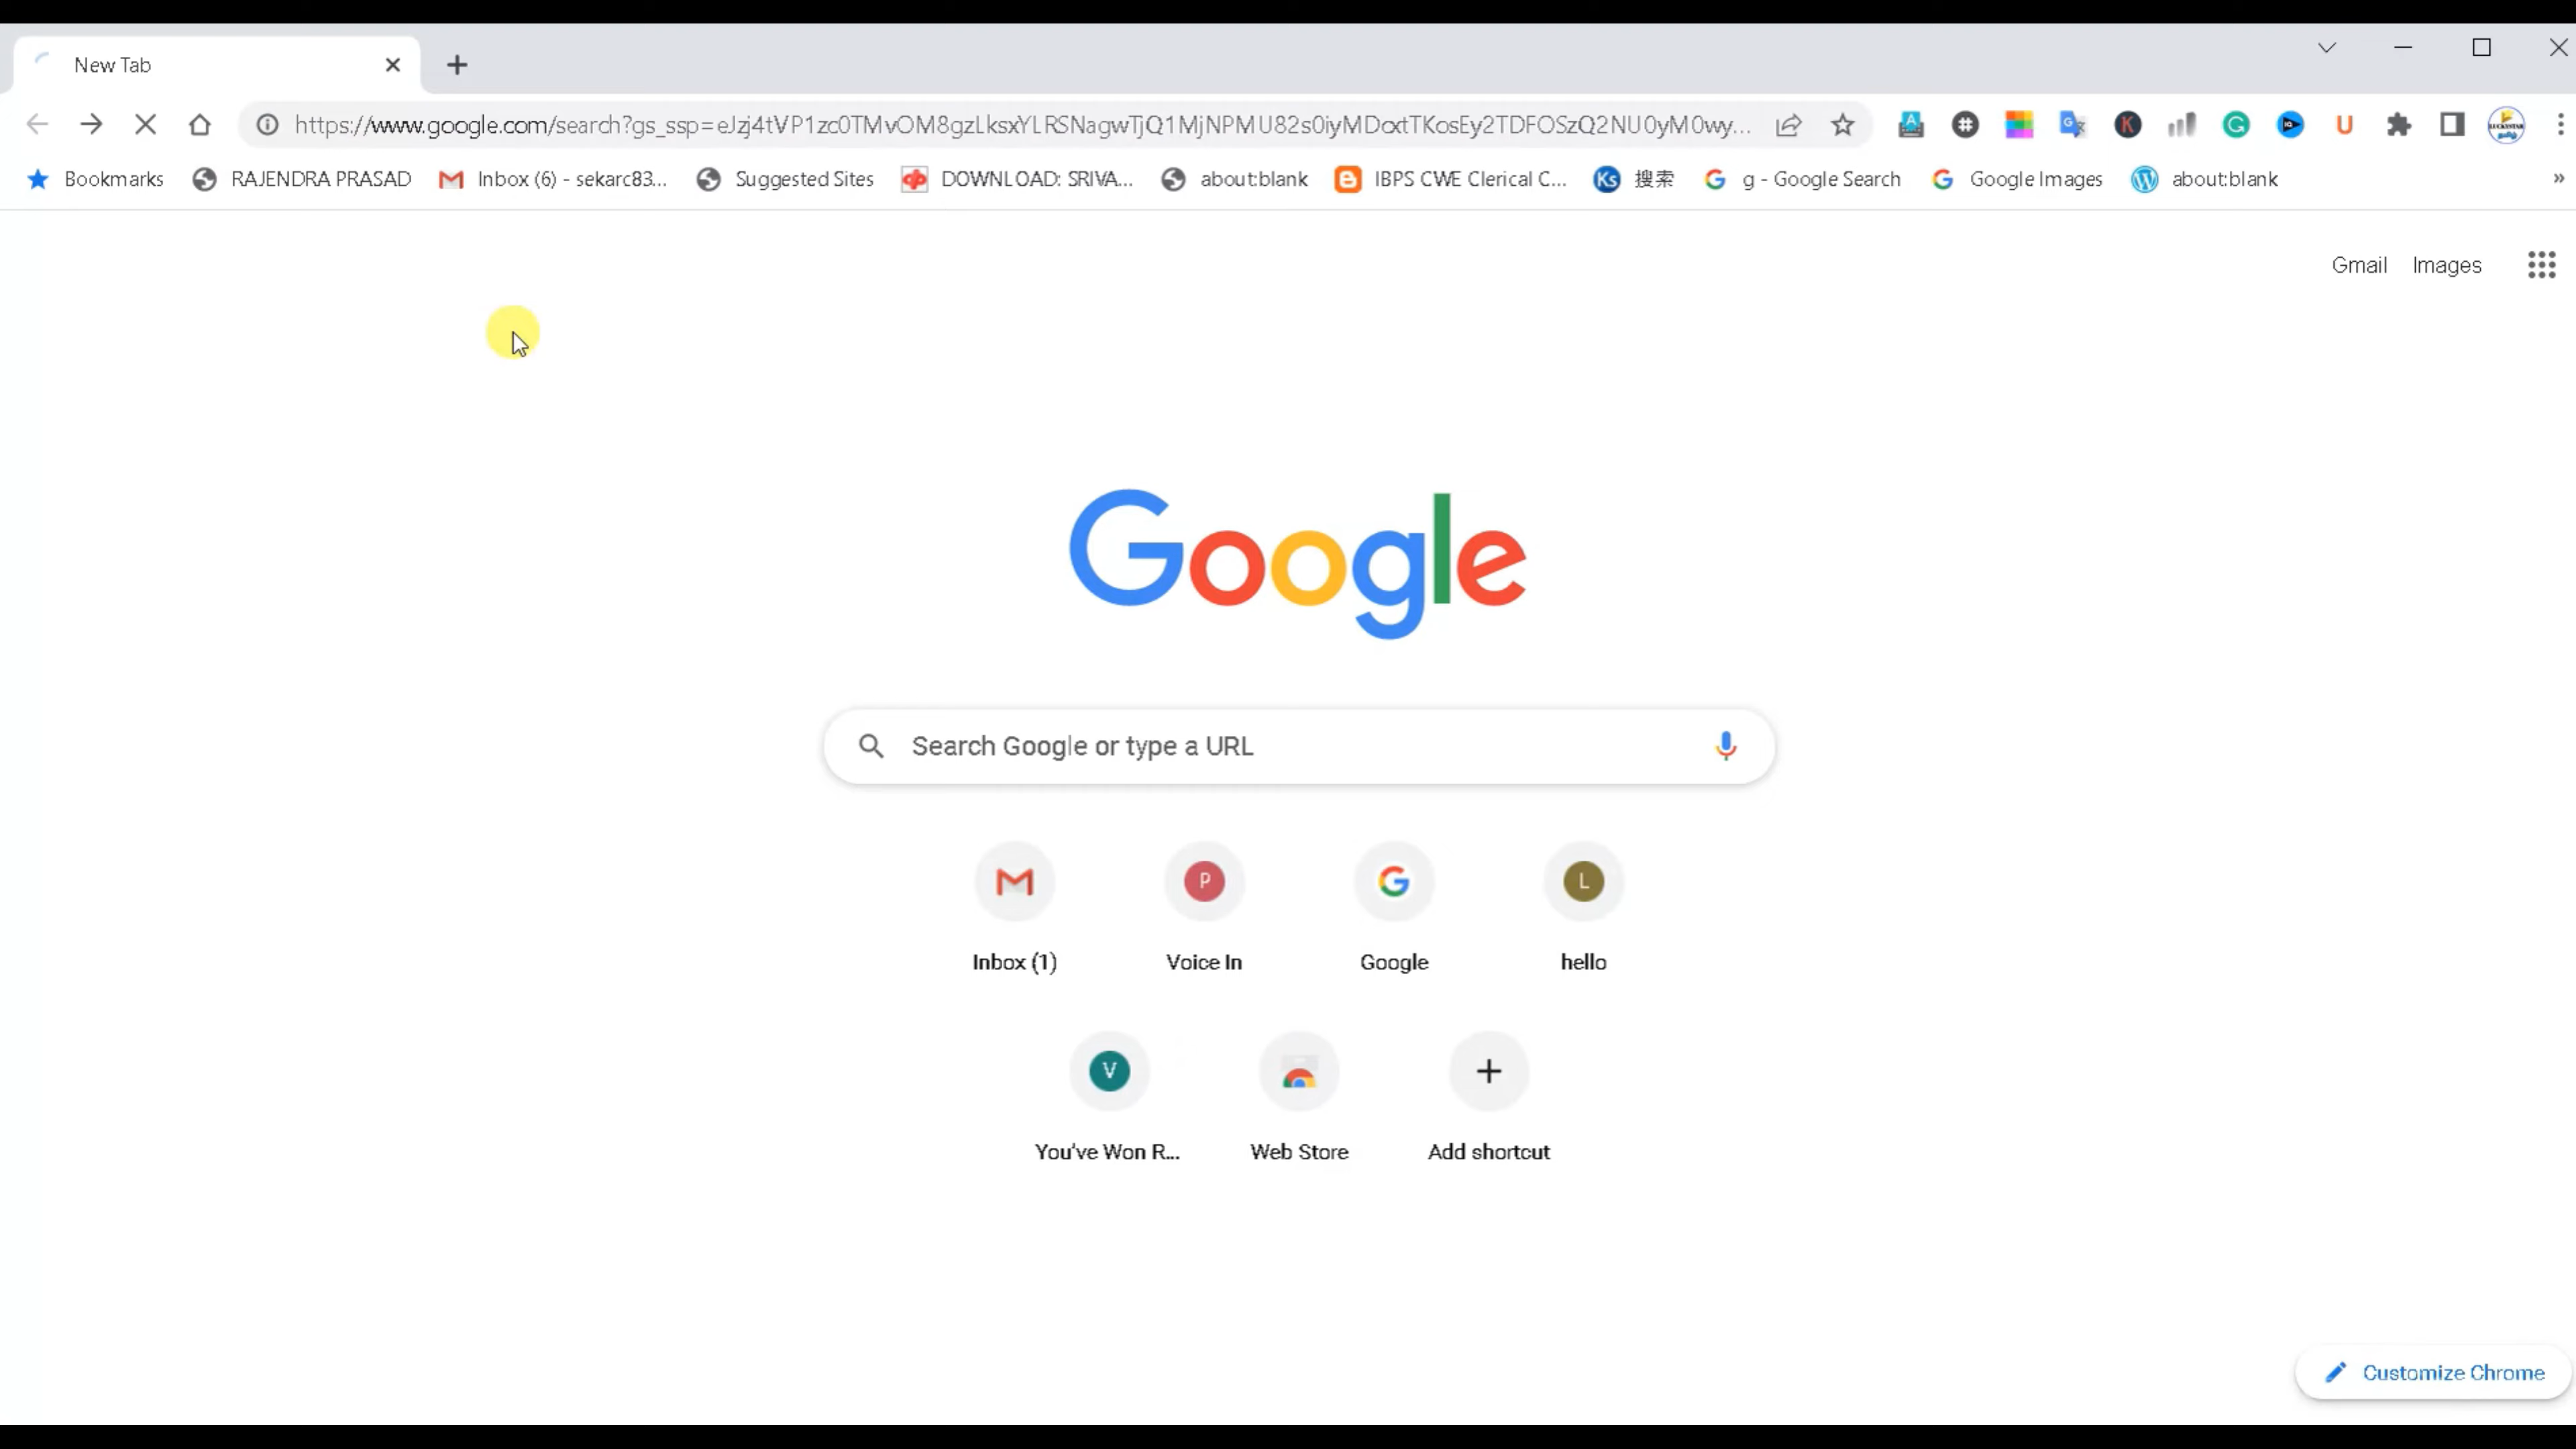 New Tab
https://www.google.com/search?gs_ssp=eJzj4tVP1zc0TMvOM8gzLksxYLRSNagwTjQ1MjNPMU82s0iyMDcxtTKosEy2TDFOSzQ2NU0yM0wy...
Bookmarks RAJENDRA PRASAD Inbox (6) - sekarc83... Suggested Sites DOWNLOAD: SRIVA... about:blank IBPS CWE Clerical C... Ks 搜索 g - Google Search Google Images about:blank »
Gmail Images
Google
Search Google or type a URL
P L
Inbox (1) Voice In Google hello
V
You've Won R... Web Store Add shortcut
Customize Chrome